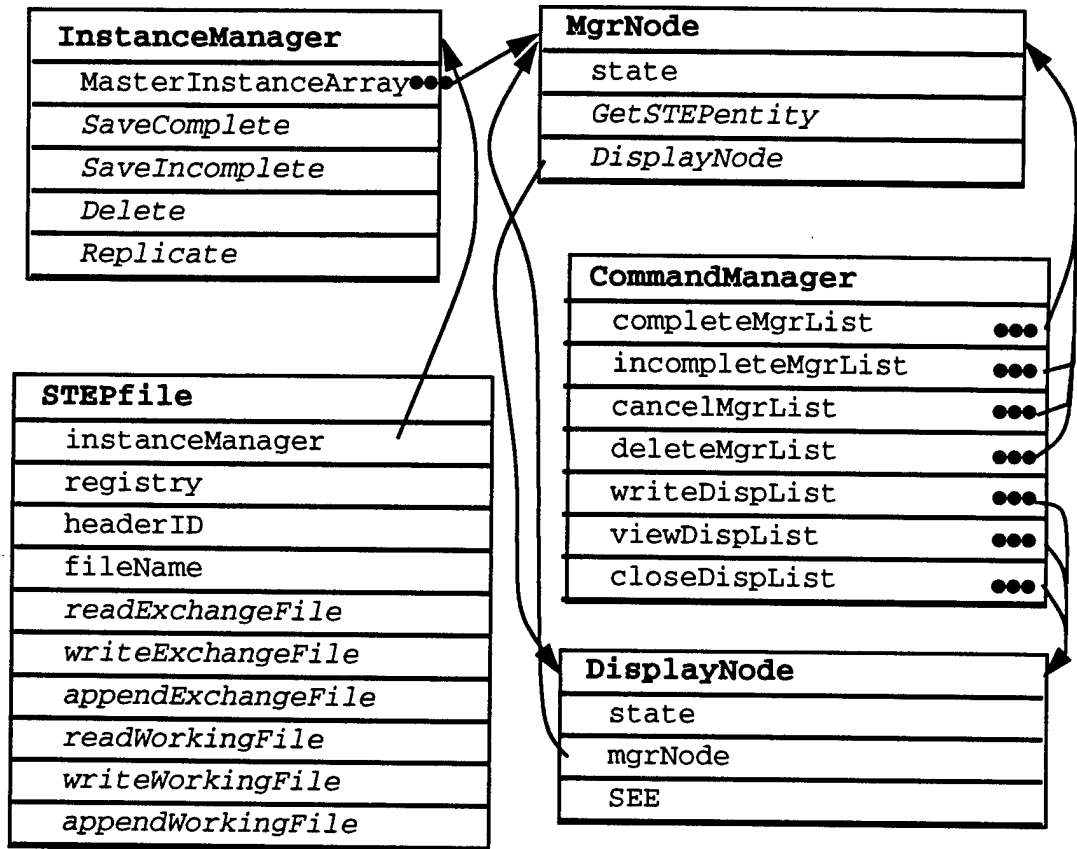 InstanceManager
MasterInstanceArray
SaveComplete
SaveIncomplete
Delete
Replicate
MgrNode
state
GetSTEPentity
DisplayNode
CommandManager
completeMgrList
incompleteMgrList
cancelMgrList
deleteMgrList
writeDispList
viewDispList
closeDispList
STEPfile
instanceManager
registry
headerID
fileName
readExchangeFile
writeExchangeFile
appendExchangeFile
readWorkingFile
writeWorkingFile
appendWorkingFile
DisplayNode
state
mgrNode
SEE